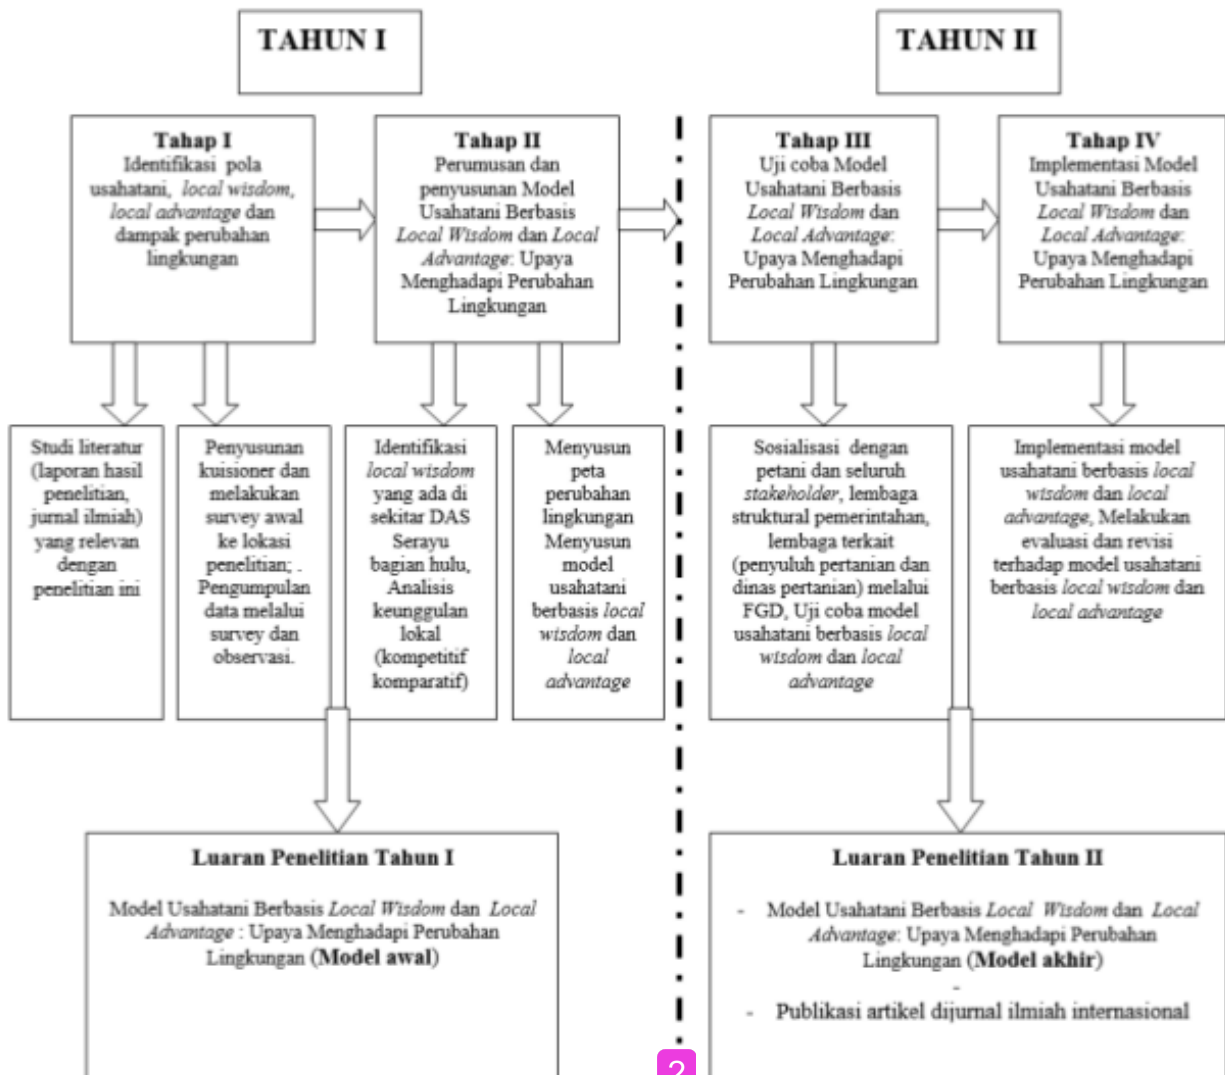 TAHUN I
TAHUN II
Tahap I
Identifikasi pola
usahatani, local wisdom,
local advantage dan
dampak perubahan
lingkungan
Tahap II
Perumusan dan
penyusunan Model
Usahatani Berbasis
Local Wisdom dan Local
Advantage: Upaya
Menghadapi Perubahan
Lingkungan
Tahap III
Uji coba Model
Usahatani Berbasis
Local Wisdom dan
Local Advantage:
Upaya Menghadapi
Perubahan Lingkungan
Tahap IV
Implementasi Model
Usahatani Berbasis
Local Wisdom dan
Local Advantage:
Upaya Menghadapi
Perubahan Lingkungan
Studi literatur
(laporan hasil
penelitian,
jurnal ilmiah)
yang relevan
dengan
penelitian ini
Penyusunan
kuisioner dan
melakukan
survey awal
ke lokasi
penelitian; .
Pengumpulan
data melalui
survey dan
observasi.
Identifikasi
local wisdom
yang ada di
sekitar DAS
Serayu
bagian hulu,
Analisis
keunggulan
lokal
(kompetitif
komparatif)
Menyusun
peta
perubahan
lingkungan
Menyusun
model
usahatani
berbasis local
wisdom dan
local
advantage
Sosialisasi dengan
petani dan seluruh
stakeholder, lembaga
struktural pemerintahan,
lembaga terkait
(penyuluh pertanian dan
dinas pertanian) melalui
FGD, Uji coba model
usahatani berbasis local
wisdom dan local
advantage
Implementasi model
usahatani berbasis local
wisdom dan local
advantage, Melakukan
evaluasi dan revisi
terhadap model usahatani
berbasis local wisdom dan
local advantage
Luaran Penelitian Tahun I
Model Usahatani Berbasis Local Wisdom dan Local
Advantage : Upaya Menghadapi Perubahan
Lingkungan (Model awal)
Luaran Penelitian Tahun II
- Model Usahatani Berbasis Local Wisdom dan Local
Advantage: Upaya Menghadapi Perubahan
Lingkungan (Model akhir)
-
- Publikasi artikel dijurnal ilmiah internasional
2